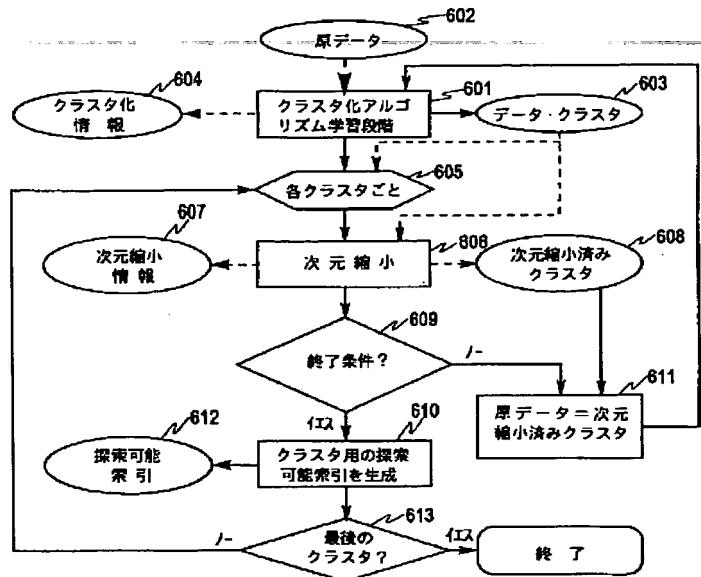 602
原データ
604
クラスタ化
情報
601
クラスタ化アルゴ
リズム学習段階
603
データ・クラスタ
605
各クラスタごと
607
次元縮小
情報
606
次元縮小
608
次元縮小済み
クラスタ
609
終了条件?
ノー
611
原データ=次元
縮小済みクラスタ
イエス
610
612
探索可能
索引
クラスタ用の探索
可能索引を生成
613
最後の
クラスタ?
ノー
イエス
終了